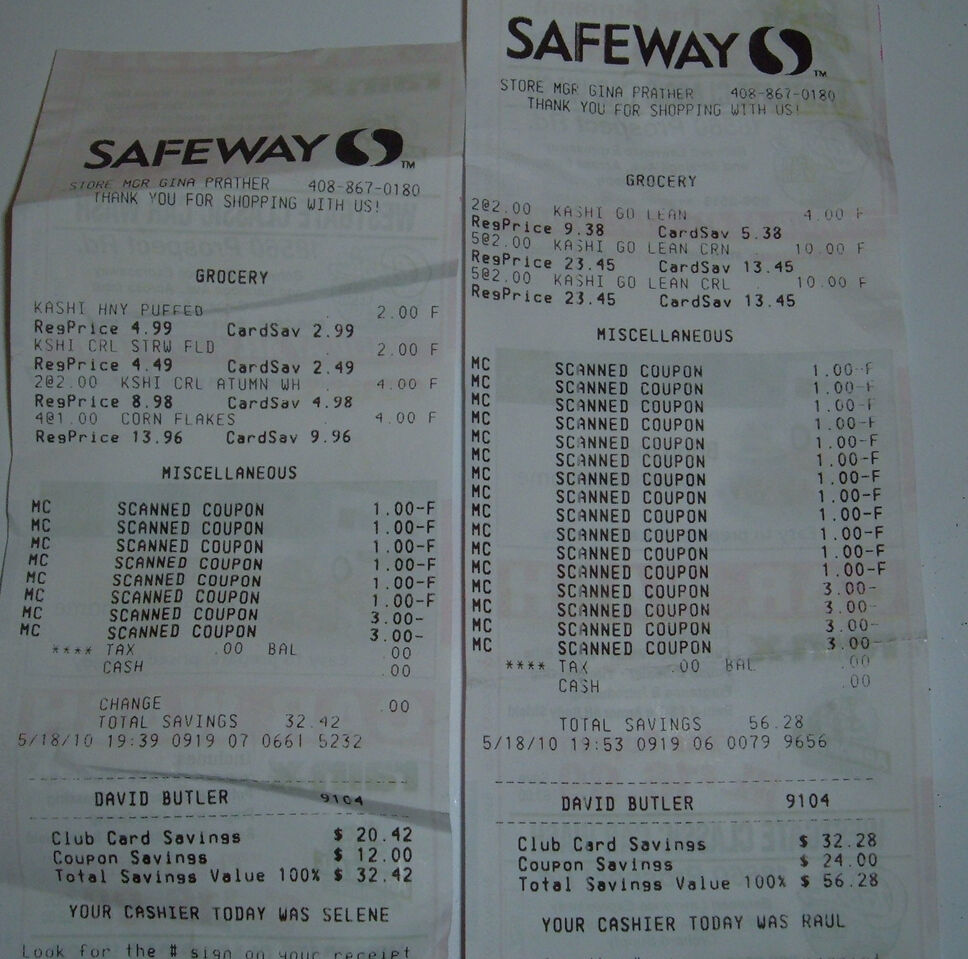 SAFEWAY TM
STORE MGR GINA PRATHER 408-867-0180
THANK YOU FOR SHOPPING WITH US!
GROCERY
KASHI HNY PUFFED 2.00 F
RegPrice 4.99 CardSav 2.99
KSHI CRL STRW FLD 2.00 F
RegPrice 4.49 CardSav 2.49
2@2.00 KSHI CRL ATUMN WH 4.00 F
RegPrice 8.98 CardSav 4.98
4@1.00 CORN FLAKES 4.00 F
RegPrice 13.96 CardSav 9.96
MISCELLANEOUS
MC SCANNED COUPON 1.00-F
MC SCANNED COUPON 1.00-F
MC SCANNED COUPON 1.00-F
MC SCANNED COUPON 1.00-F
MC SCANNED COUPON 1.00-F
MC SCANNED COUPON 1.00-F
MC SCANNED COUPON 3.00-
MC SCANNED COUPON 3.00-
**** TAX .00 BAL .00
CASH .00
CHANGE .00
TOTAL SAVINGS 32.42
5/18/10 19:39 0919 07 0661 5232
DAVID BUTLER 9104
Club Card Savings $ 20.42
Coupon Savings $ 12.00
Total Savings Value 100% $ 32.42
YOUR CASHIER TODAY WAS SELENE
Look for the # sign on your receipt
SAFEWAY TM
STORE MGR GINA PRATHER 408-867-0180
THANK YOU FOR SHOPPING WITH US!
GROCERY
2@2.00 KASHI GO LEAN 4.00 F
RegPrice 9.38 CardSav 5.38
5@2.00 KASHI GO LEAN CRN 10.00 F
RegPrice 23.45 CardSav 13.45
5@2.00 KASHI GO LEAN CRL 10.00 F
RegPrice 23.45 CardSav 13.45
MISCELLANEOUS
MC SCANNED COUPON 1.00-F
MC SCANNED COUPON 1.00-F
MC SCANNED COUPON 1.00-F
MC SCANNED COUPON 1.00-F
MC SCANNED COUPON 1.00-F
MC SCANNED COUPON 1.00-F
MC SCANNED COUPON 1.00-F
MC SCANNED COUPON 1.00-F
MC SCANNED COUPON 1.00-F
MC SCANNED COUPON 1.00-F
MC SCANNED COUPON 1.00-F
MC SCANNED COUPON 1.00-F
MC SCANNED COUPON 3.00-
MC SCANNED COUPON 3.00-
MC SCANNED COUPON 3.00-
MC SCANNED COUPON 3.00-
**** TAX .00 BAL .00
CASH .00
TOTAL SAVINGS 56.28
5/18/10 19:53 0919 06 0079 9656
DAVID BUTLER 9104
Club Card Savings $ 32.28
Coupon Savings $ 24.00
Total Savings Value 100% $ 56.28
YOUR CASHIER TODAY WAS RAUL